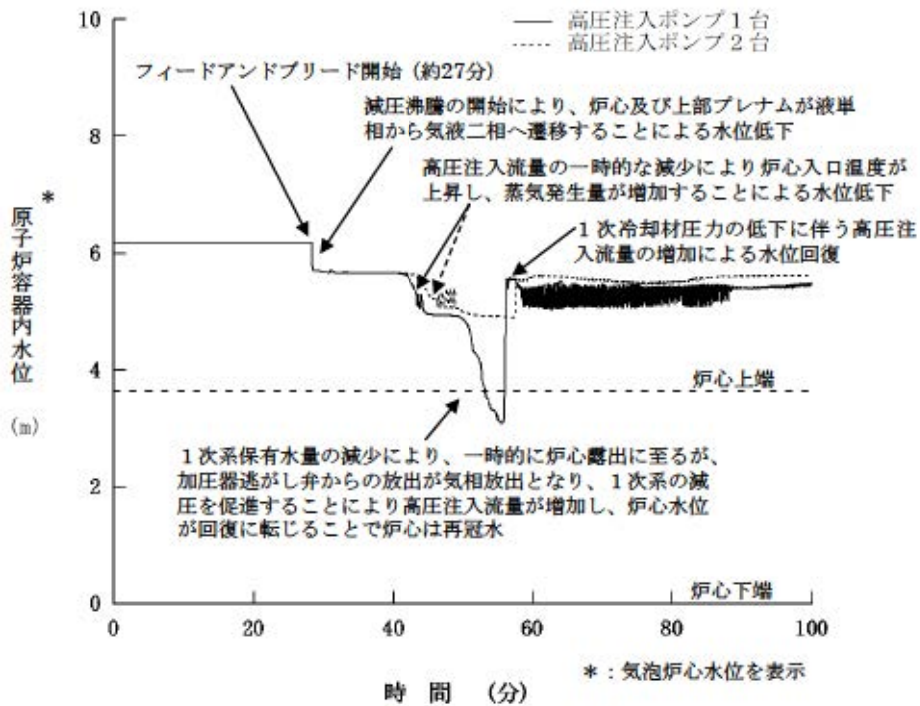 高圧注入ポンプ1台
高圧注入ポンプ2台
フィードアンドブリード開始（約27分）
減圧沸騰の開始により、炉心及び上部プレナムが液単
相から気液二相へ遷移することによる水位低下
高圧注入流量の一時的な減少により炉心入口温度が
上昇し、蒸気発生量が増加することによる水位低下
1次冷却材圧力の低下に伴う高圧注
入流量の増加による水位回復
炉心上端
1次系保有水量の減少により、一時的に炉心露出に至るが、
加圧器逃がし弁からの放出が気相放出となり、1次系の減
圧を促進することにより高圧注入流量が増加し、炉心水位
が回復に転じることで炉心は再冠水
炉心下端
原子炉容器内水位 *
(m)
10
8
6
4
2
0
0 20 40 60 80 100
時間 (分)
*：気泡炉心水位を表示